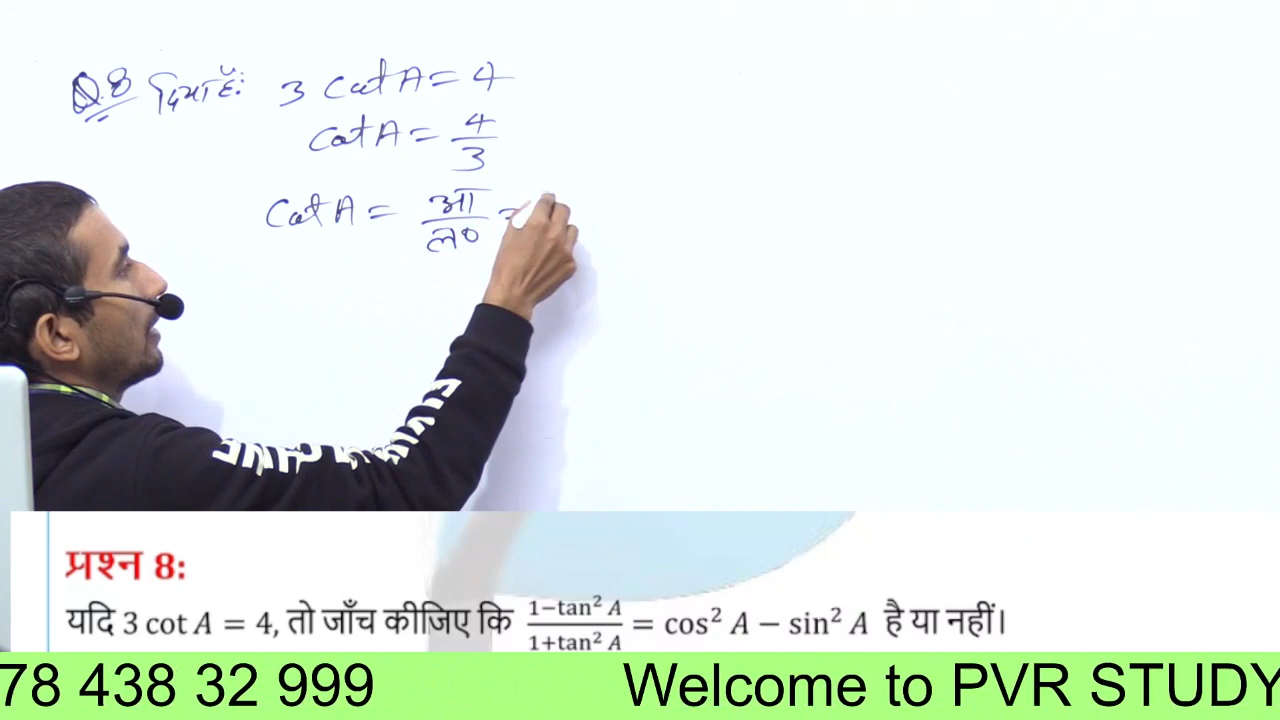 Q.8 दिया हैः 3 cot A = 4
cot A = 4/3
cot A = आ/ल० =
प्रश्न 8:
यदि 3 cot A = 4, तो जाँच कीजिए कि (1−tan² A)/(1+tan² A) = cos² A − sin² A है या नहीं।
78 438 32 999 Welcome to PVR STUDY